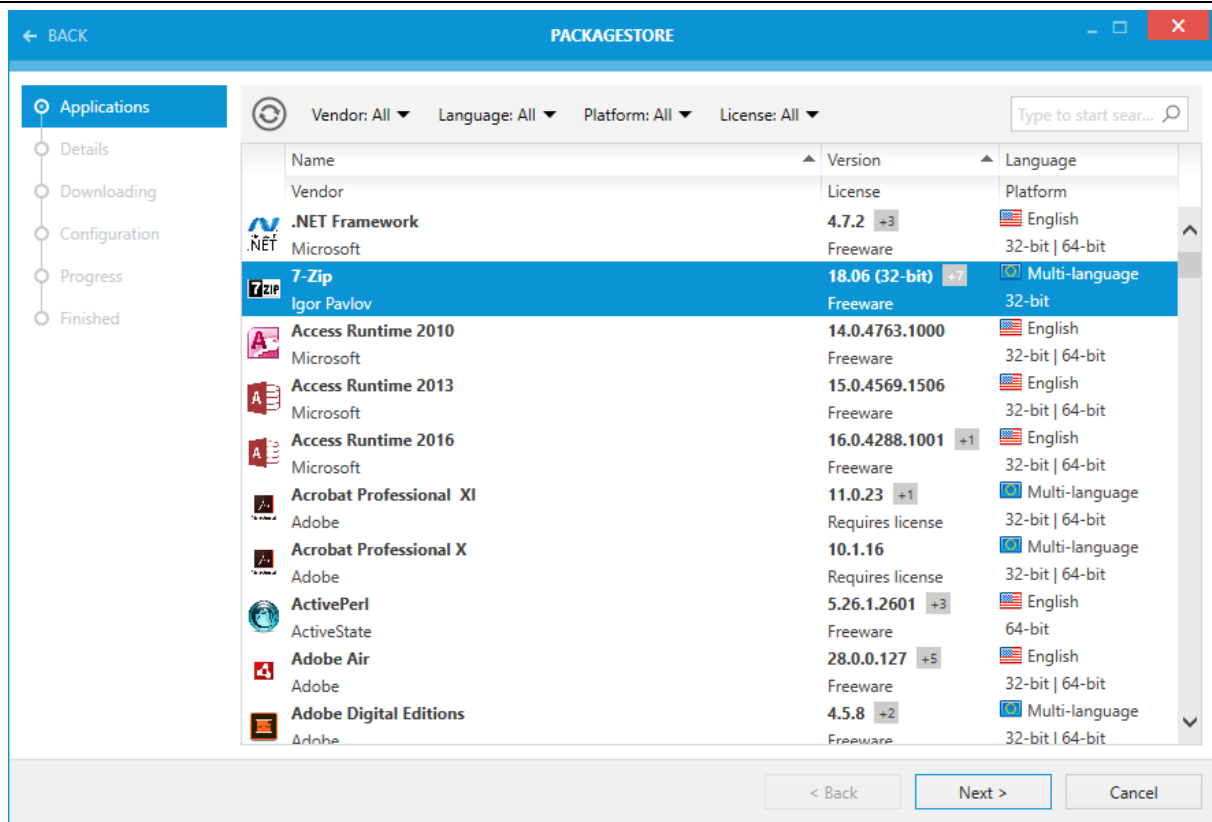 ← BACK PACKAGESTORE
Applications
Details
Downloading
Configuration
Progress
Finished
Vendor: All Language: All Platform: All License: All Type to start sear...
Name Version Language
Vendor License Platform
.NET Framework 4.7.2 +3 English
.NET Microsoft Freeware 32-bit | 64-bit
7-Zip 18.06 (32-bit) +7 Multi-language
7ZIP Igor Pavlov Freeware 32-bit
Access Runtime 2010 14.0.4763.1000 English
Microsoft Freeware 32-bit | 64-bit
Access Runtime 2013 15.0.4569.1506 English
Microsoft Freeware 32-bit | 64-bit
Access Runtime 2016 16.0.4288.1001 +1 English
Microsoft Freeware 32-bit | 64-bit
Acrobat Professional  XI 11.0.23 +1 Multi-language
Adobe Requires license 32-bit | 64-bit
Acrobat Professional X 10.1.16 Multi-language
Adobe Requires license 32-bit | 64-bit
ActivePerl 5.26.1.2601 +3 English
ActiveState Freeware 64-bit
Adobe Air 28.0.0.127 +5 English
Adobe Freeware 32-bit | 64-bit
Adobe Digital Editions 4.5.8 +2 Multi-language
Adobe Freeware 32-bit | 64-bit
< Back Next > Cancel